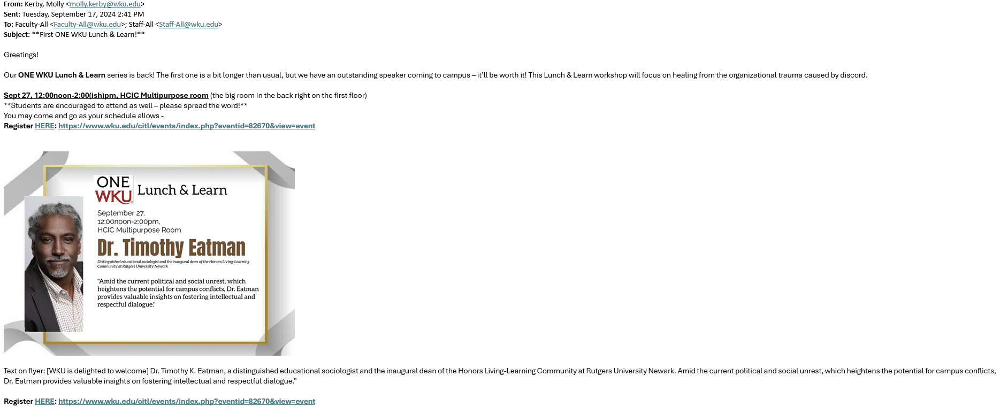 From: Kerby, Molly <molly.kerby@wku.edu>
Sent: Tuesday, September 17, 2024 2:41 PM
To: Faculty-All <Faculty-All@wku.edu>; Staff-All <Staff-All@wku.edu>
Subject: **First ONE WKU Lunch & Learn!**
Greetings!
Our ONE WKU Lunch & Learn series is back! The first one is a bit longer than usual, but we have an outstanding speaker coming to campus – it’ll be worth it! This Lunch & Learn workshop will focus on healing from the organizational trauma caused by discord.
Sept 27, 12:00noon-2:00(ish)pm, HCIC Multipurpose room (the big room in the back right on the first floor)
**Students are encouraged to attend as well – please spread the word!**
You may come and go as your schedule allows -
Register HERE: https://www.wku.edu/citl/events/index.php?eventid=82670&view=event
ONE
WKU
Lunch & Learn
September 27,
12:00noon-2:00pm,
HCIC Multipurpose Room
Dr. Timothy Eatman
Distinguished educational sociologist and the inaugural dean of the Honors Living-Learning
Community at Rutgers University Newark
"Amid the current political and social unrest, which
heightens the potential for campus conflicts, Dr. Eatman
provides valuable insights on fostering intellectual and
respectful dialogue."
Text on flyer: [WKU is delighted to welcome] Dr. Timothy K. Eatman, a distinguished educational sociologist and the inaugural dean of the Honors Living-Learning Community at Rutgers University Newark. Amid the current political and social unrest, which heightens the potential for campus conflicts,
Dr. Eatman provides valuable insights on fostering intellectual and respectful dialogue.”
Register HERE: https://www.wku.edu/citl/events/index.php?eventid=82670&view=event